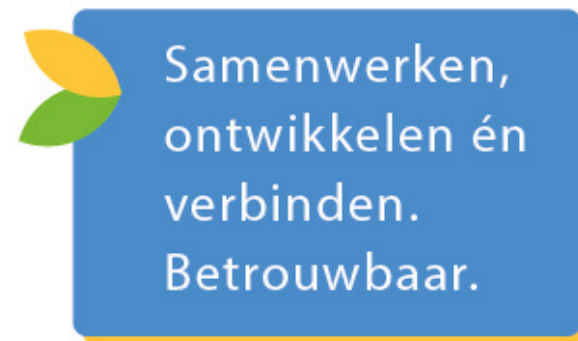 Samenwerken,
ontwikkelen én
verbinden.
Betrouwbaar.